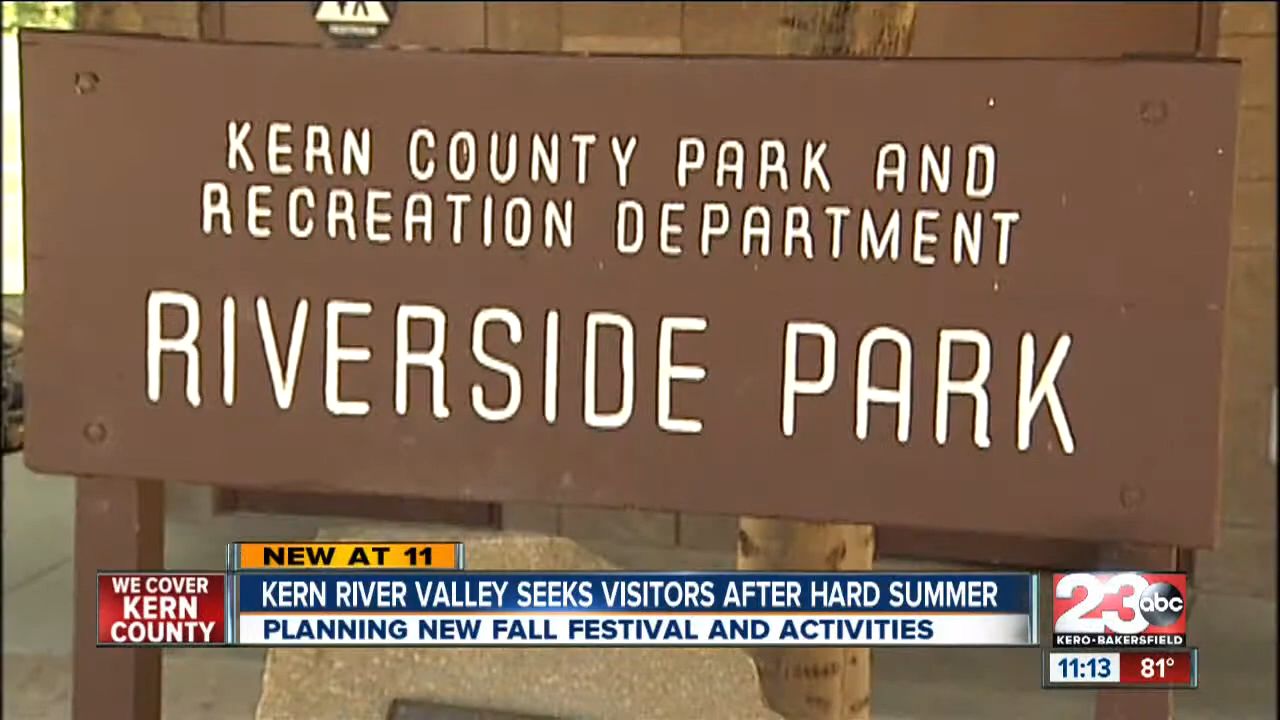 KERN COUNTY PARK AND
RECREATION DEPARTMENT
RIVERSIDE PARK
NEW AT 11
WE COVER
KERN
COUNTY
KERN RIVER VALLEY SEEKS VISITORS AFTER HARD SUMMER
PLANNING NEW FALL FESTIVAL AND ACTIVITIES
23 abc
KERO-BAKERSFIELD
11:13 81°